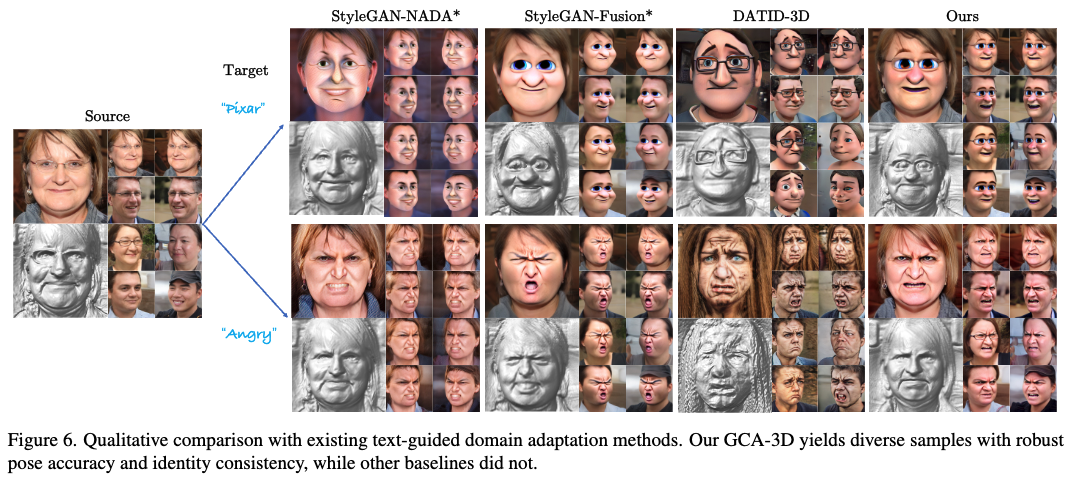 StyleGAN-NADA* StyleGAN-Fusion* DATID-3D Ours
Target
"Pixar"
Source
"Angry"
Figure 6. Qualitative comparison with existing text-guided domain adaptation methods. Our GCA-3D yields diverse samples with robust
pose accuracy and identity consistency, while other baselines did not.